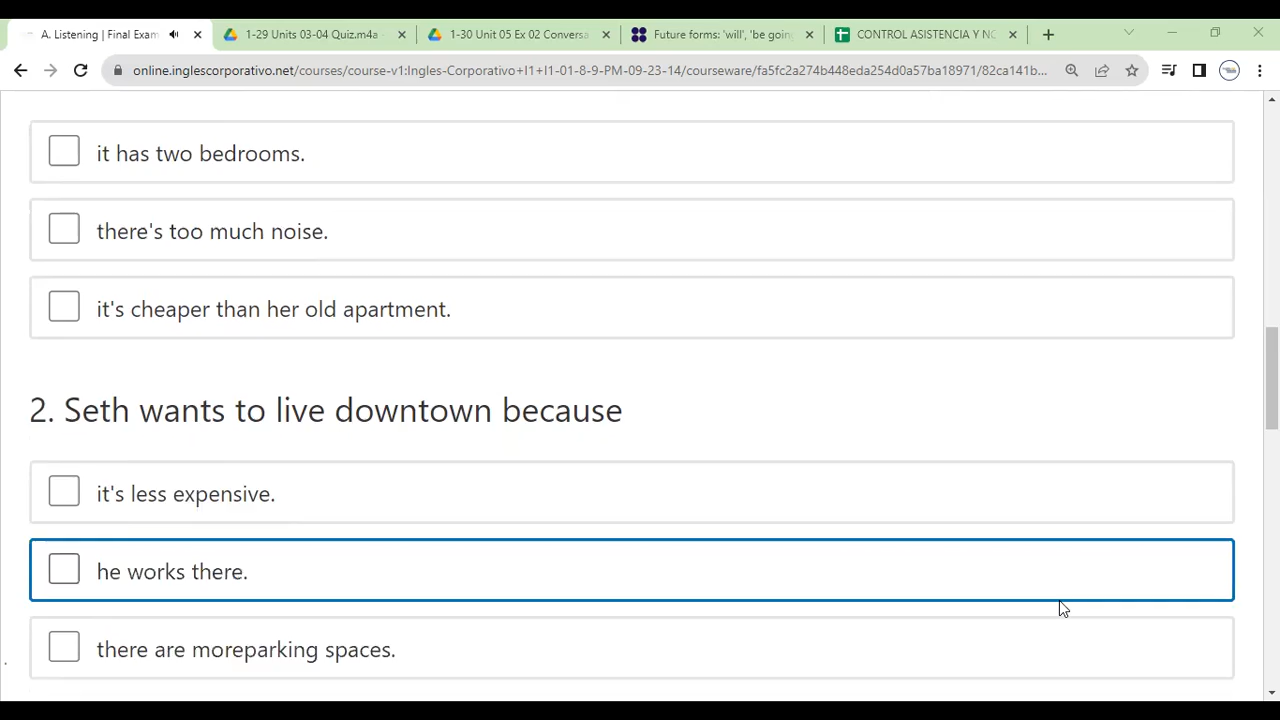 A. Listening | Final Exam
1-29 Units 03-04 Quiz.m4a
1-30 Unit 05 Ex 02 Conversa
Future forms: 'will', 'be going
CONTROL ASISTENCIA Y NO
online.inglescorporativo.net/courses/course-v1:Ingles-Corporativo+I1+I1-01-8-9-PM-09-23-14/courseware/fa5fc2a274b448eda254d0a57ba18971/82ca141b...
it has two bedrooms.
there's too much noise.
it's cheaper than her old apartment.
2. Seth wants to live downtown because
it's less expensive.
he works there.
there are moreparking spaces.